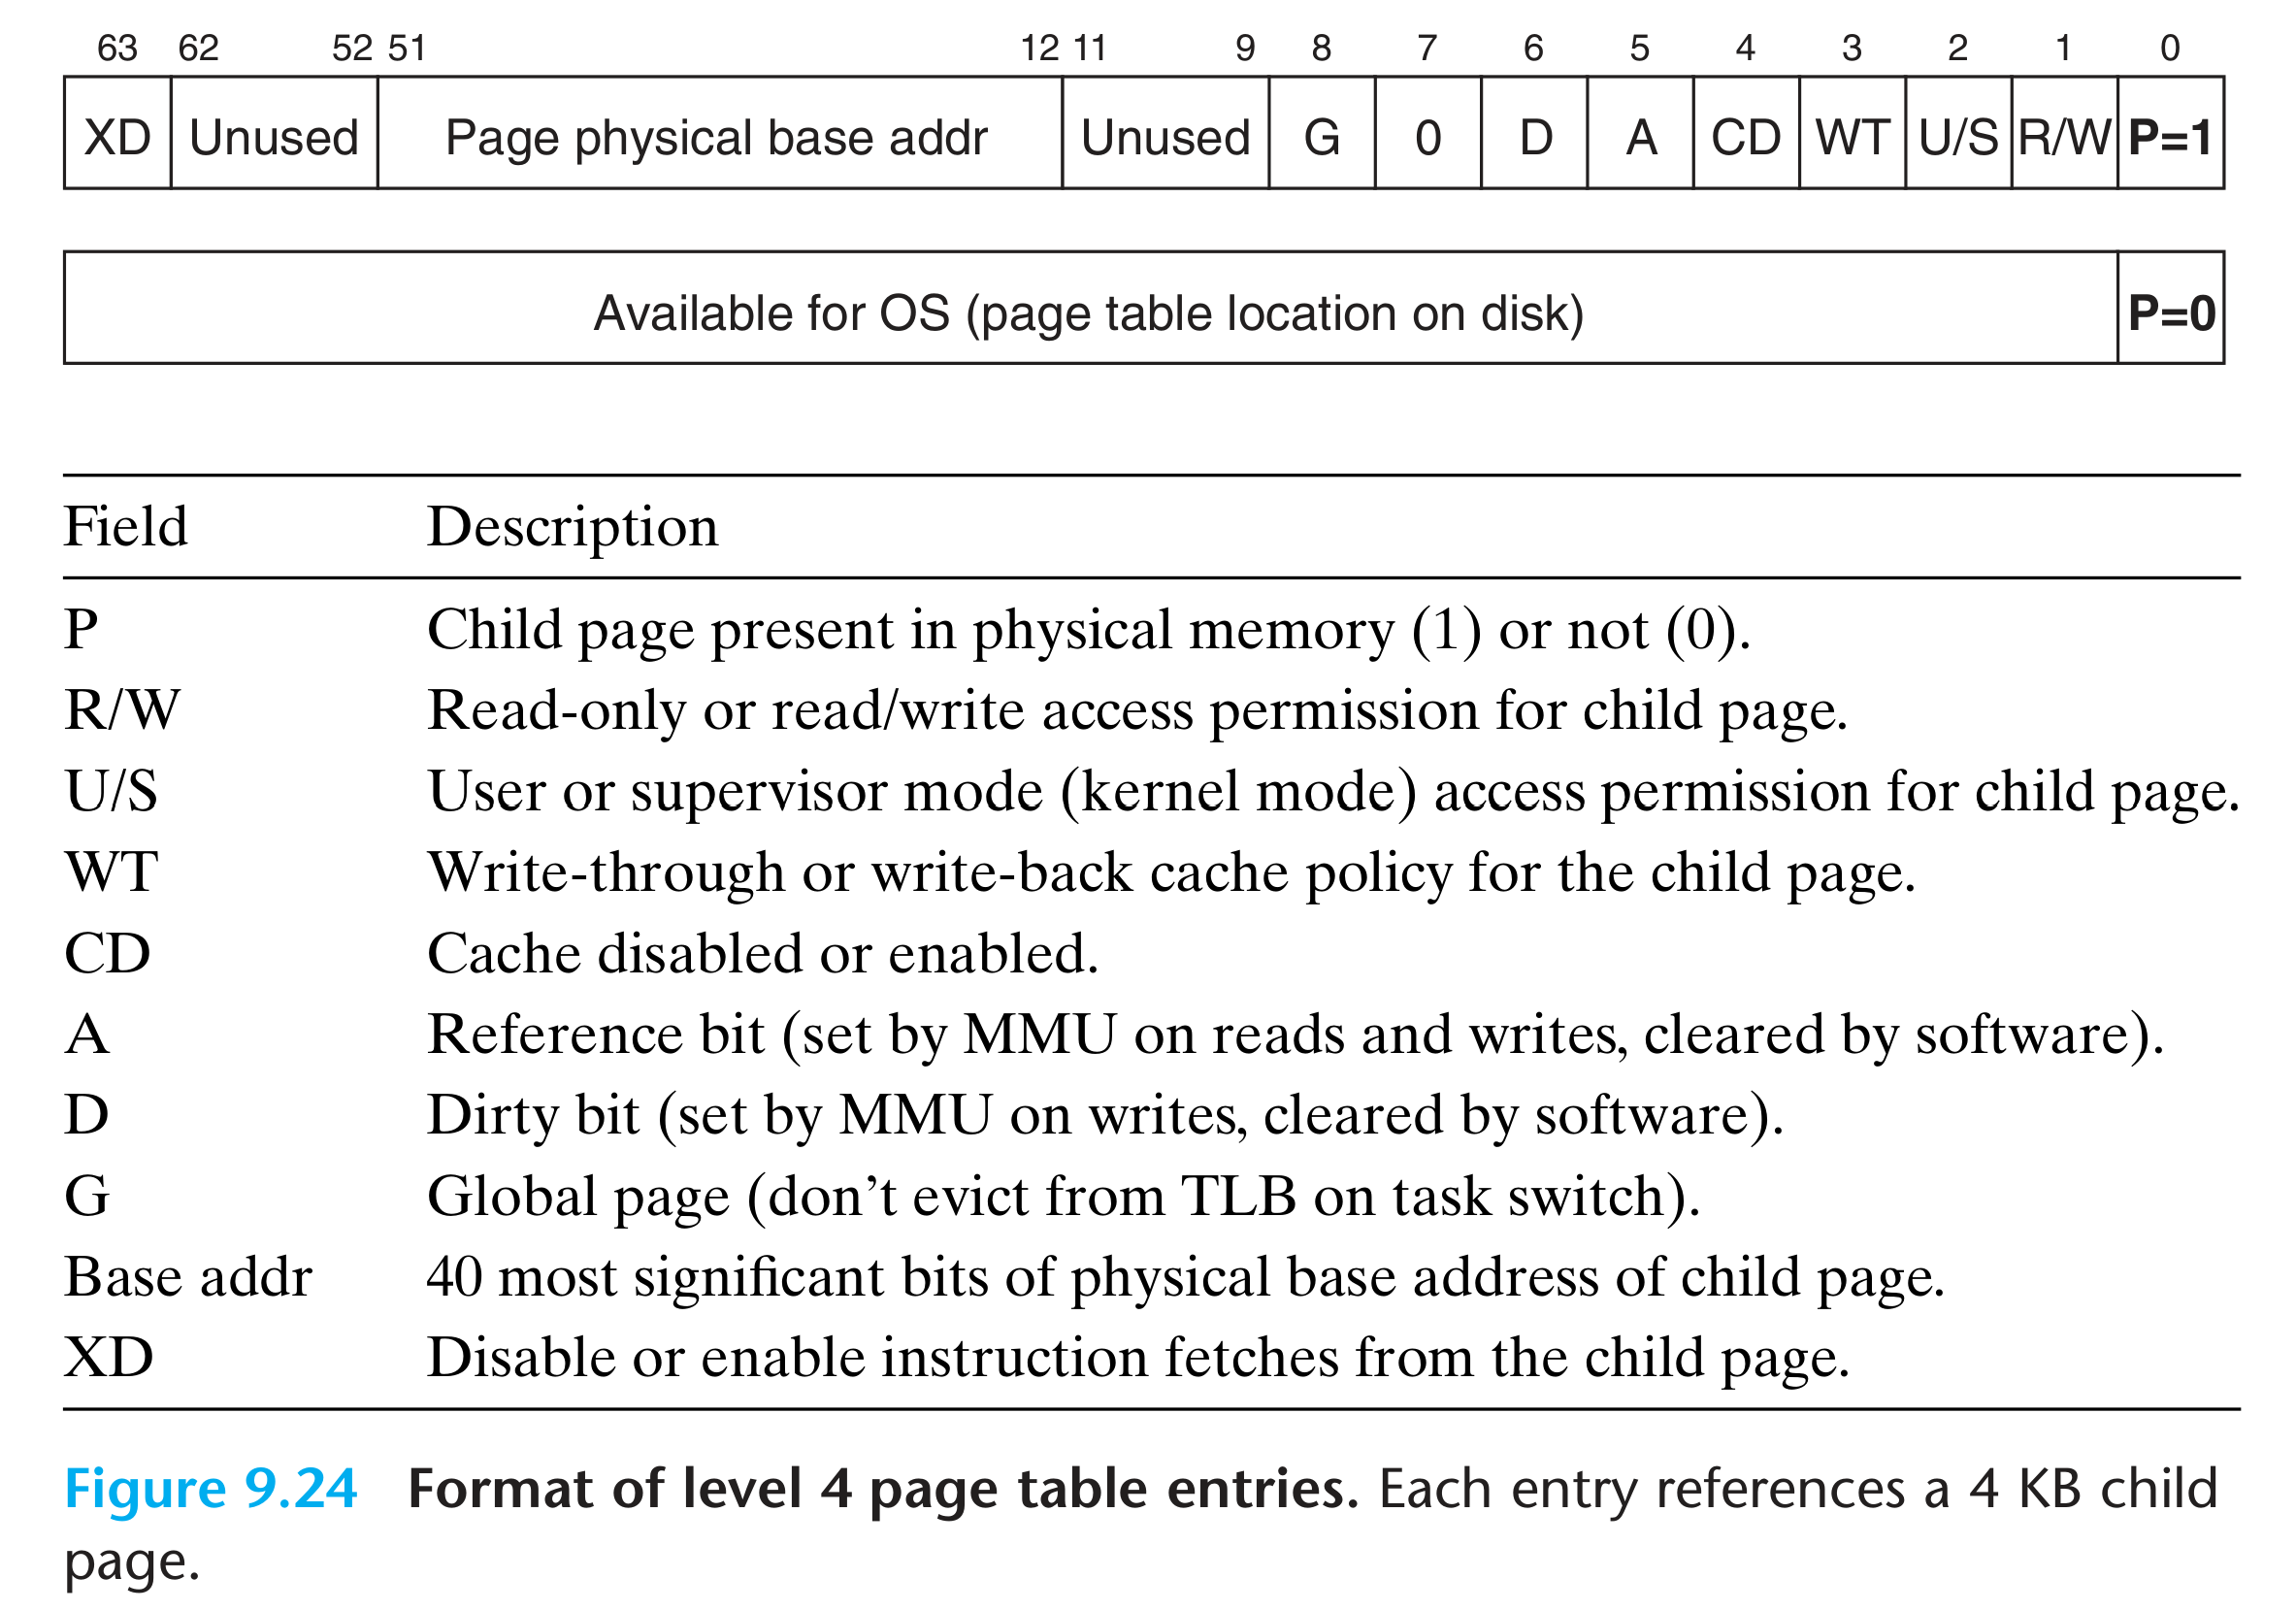 63 62 52 51 12 11 9 8 7 6 5 4 3 2 1 0
XD Unused Page physical base addr Unused G 0 D A CD WT U/S R/W P=1
Available for OS (page table location on disk) P=0
Field Description
P Child page present in physical memory (1) or not (0).
R/W Read-only or read/write access permission for child page.
U/S User or supervisor mode (kernel mode) access permission for child page.
WT Write-through or write-back cache policy for the child page.
CD Cache disabled or enabled.
A Reference bit (set by MMU on reads and writes, cleared by software).
D Dirty bit (set by MMU on writes, cleared by software).
G Global page (don’t evict from TLB on task switch).
Base addr 40 most significant bits of physical base address of child page.
XD Disable or enable instruction fetches from the child page.
Figure 9.24 Format of level 4 page table entries. Each entry references a 4 KB child
page.